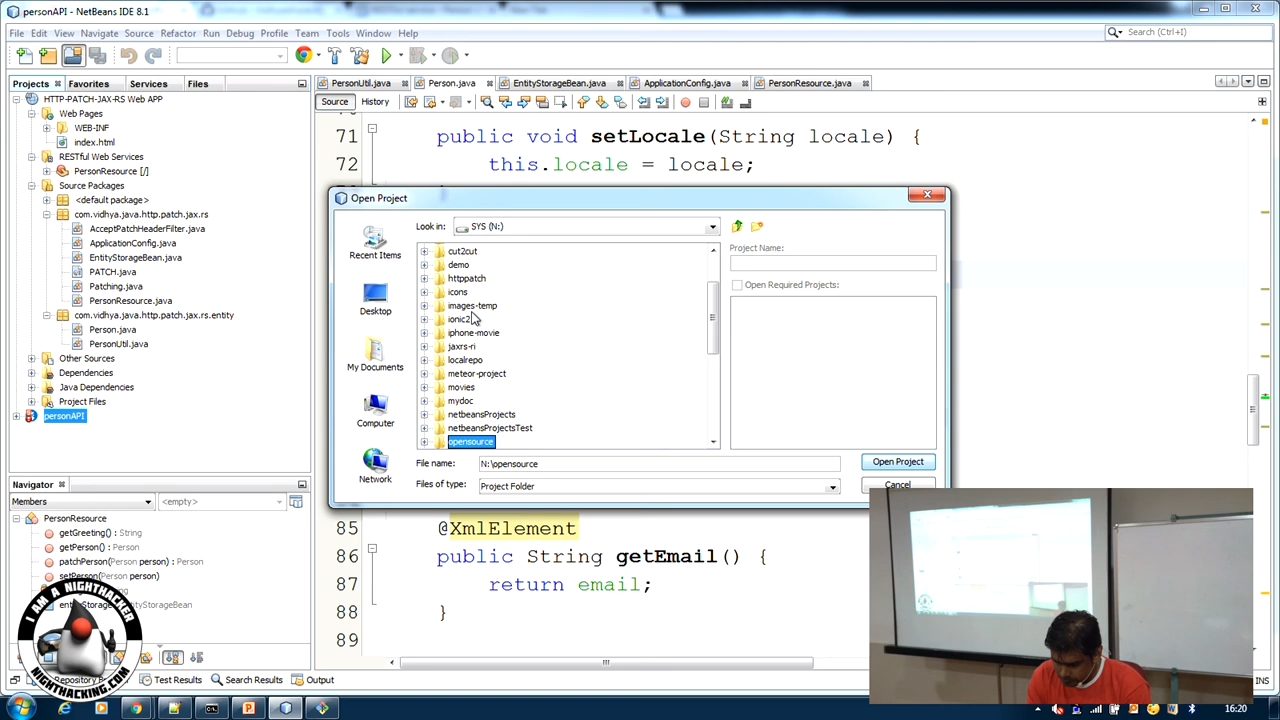 personAPI - NetBeans IDE 8.1
File Edit View Navigate Source Refactor Run Debug Profile Team Tools Window Help
Search (Ctrl+I)
Projects Favorites Services Files
HTTP-PATCH-JAX-RS Web APP
Web Pages
WEB-INF
index.html
RESTful Web Services
PersonResource [/]
Source Packages
<default package>
com.vidhya.java.http.patch.jax.rs
AcceptPatchHeaderFilter.java
ApplicationConfig.java
EntityStorageBean.java
PATCH.java
Patching.java
PersonResource.java
com.vidhya.java.http.patch.jax.rs.entity
Person.java
PersonUtil.java
Other Sources
Dependencies
Java Dependencies
Project Files
personAPI
Navigator
Members
<empty>
PersonResource
getGreeting() : String
getPerson() : Person
patchPerson(Person person) : Person
setPerson(Person person)
PersonUtil.java Person.java EntityStorageBean.java ApplicationConfig.java PersonResource.java
Source History
71 public void setLocale(String locale) {
72 this.locale = locale;
Open Project
Look in: SYS (N:)
Recent Items
Desktop
My Documents
Computer
Network
cut2cut
demo
httppatch
icons
images-temp
ionic2
iphone-movie
jaxrs-ri
localrepo
meteor-project
movies
mydoc
netbeansProjects
netbeansProjectsTest
opensource
Project Name:
Open Required Projects:
File name: N:\opensource
Open Project
Files of type: Project Folder
Cancel
85 @XmlElement
86 public String getEmail() {
87 return email;
88 }
89
I AM A NIGHTHACKER
NIGHTHACKING.COM
Test Results Search Results Output
INS
16:20